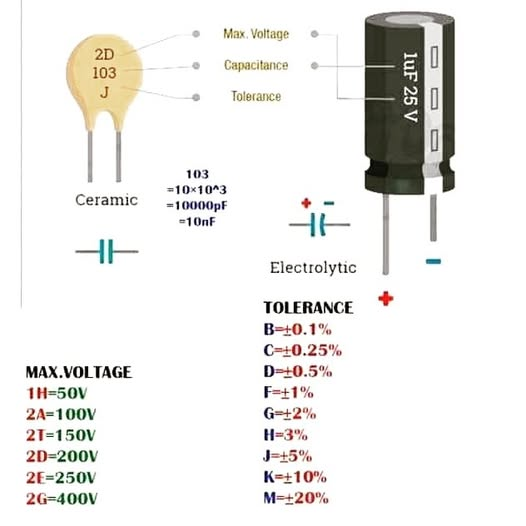 2D
103
J
Max. Voltage
Capacitance
Tolerance
1uF 25 V
Ceramic
103
=10×10^3
=10000pF
=10nF
+ -
Electrolytic
-
+
MAX.VOLTAGE
1H=50V
2A=100V
2T=150V
2D=200V
2E=250V
2G=400V
TOLERANCE
B=±0.1%
C=±0.25%
D=±0.5%
F=±1%
G=±2%
H=3%
J=±5%
K=±10%
M=±20%